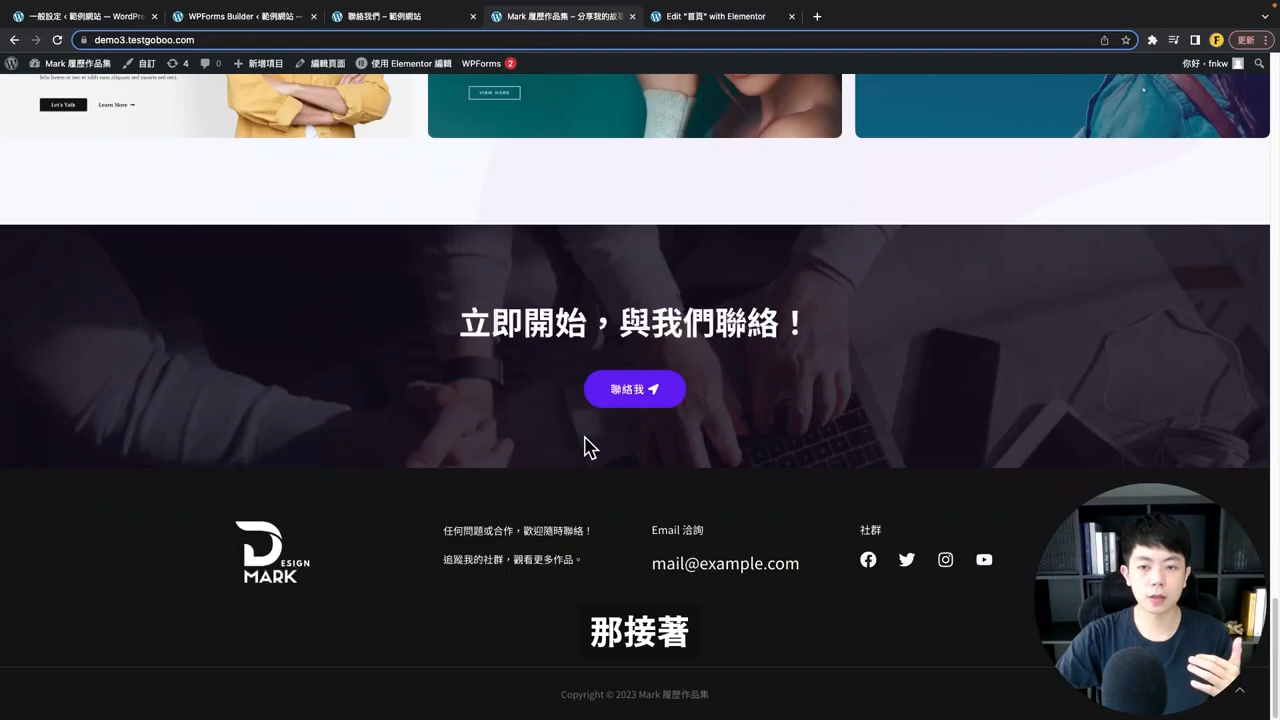 一般設定 ‹ 範例網站 — WordPre
WPForms Builder ‹ 範例網站 —
聯絡我們 – 範例網站
Mark 履歷作品集 – 分享我的故事
Edit "首頁" with Elementor
demo3.testgoboo.com
F
更新
Mark 履歷作品集
自訂
4
0
新增項目
編輯頁面
使用 Elementor 編輯
WPForms 2
你好，fnkw
Let's Talk
Learn More
VIEW MORE
立即開始，與我們聯絡！
聯絡我
DESIGN
MARK
任何問題或合作，歡迎隨時聯絡！
追蹤我的社群，觀看更多作品。
Email 洽詢
mail@example.com
社群
那接著
Copyright © 2023 Mark 履歷作品集